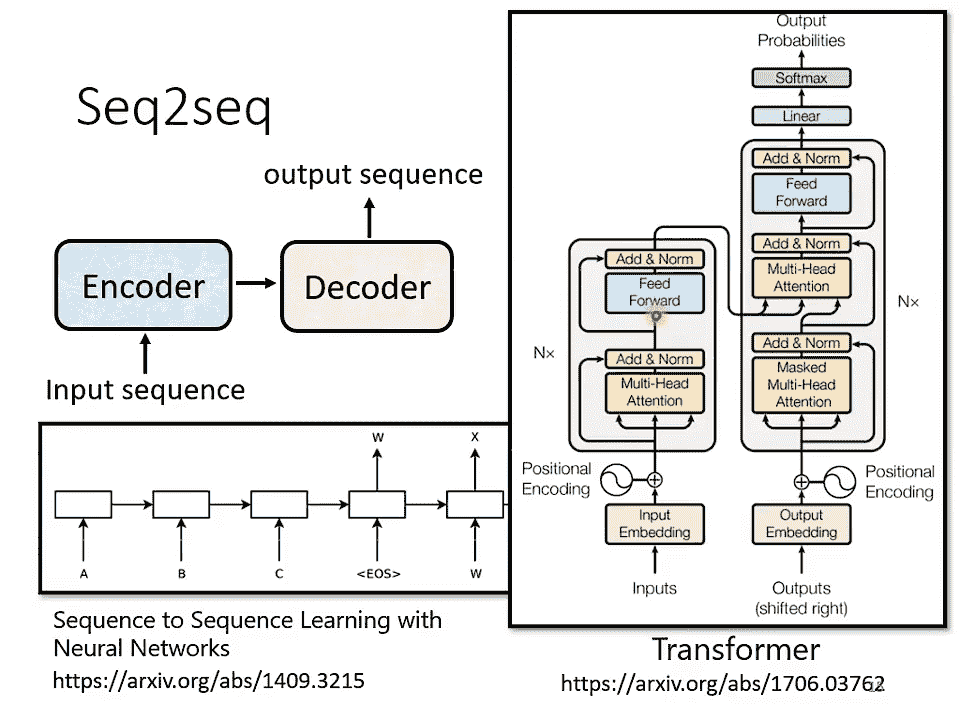 Seq2seq
output sequence
Encoder
Decoder
Input sequence
W
X
A
B
C
<EOS>
W
Sequence to Sequence Learning with
Neural Networks
https://arxiv.org/abs/1409.3215
Output
Probabilities
Softmax
Linear
Add & Norm
Feed
Forward
Add & Norm
Multi-Head
Attention
Nx
Add & Norm
Masked
Multi-Head
Attention
Add & Norm
Feed
Forward
Nx
Add & Norm
Multi-Head
Attention
Positional
Encoding
Positional
Encoding
Input
Embedding
Output
Embedding
Inputs
Outputs
(shifted right)
Transformer
https://arxiv.org/abs/1706.03762